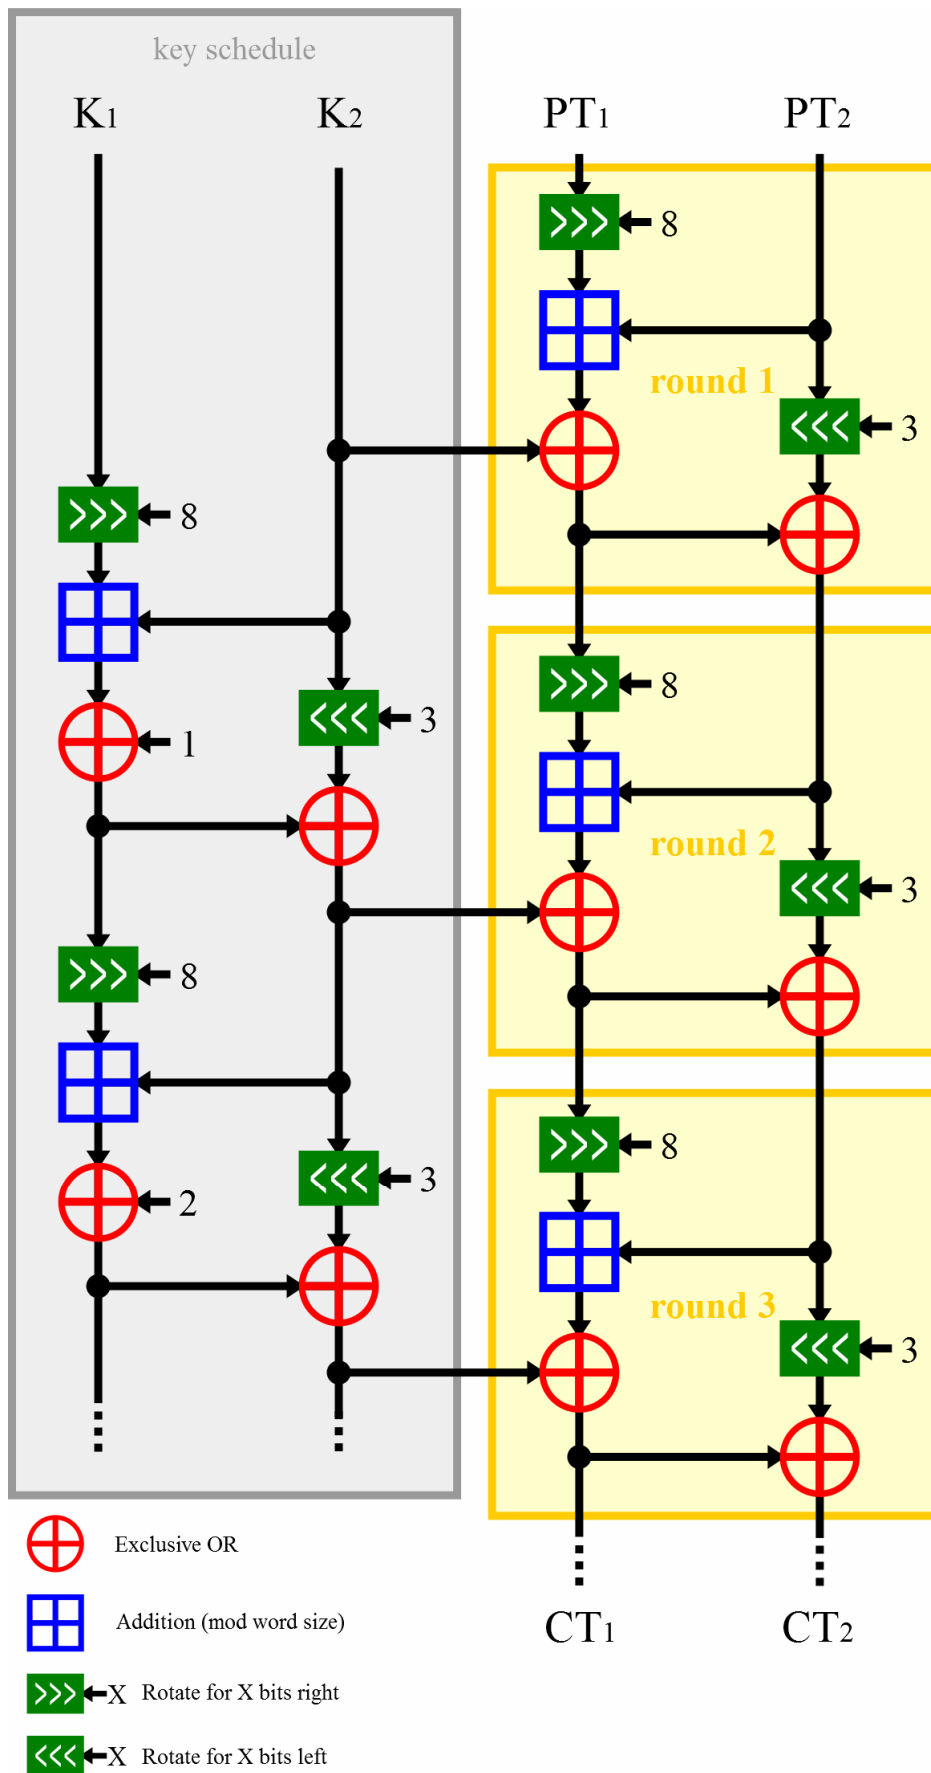 key schedule
K1 K2 PT1 PT2
>>> 8
round 1
<<< 3
>>> 8
<<< 3
1
>>> 8
round 2
<<< 3
>>> 8
>>> 8
<<< 3
2
round 3
<<< 3
Exclusive OR
Addition (mod word size)
CT1 CT2
>>> X Rotate for X bits right
<<< X Rotate for X bits left